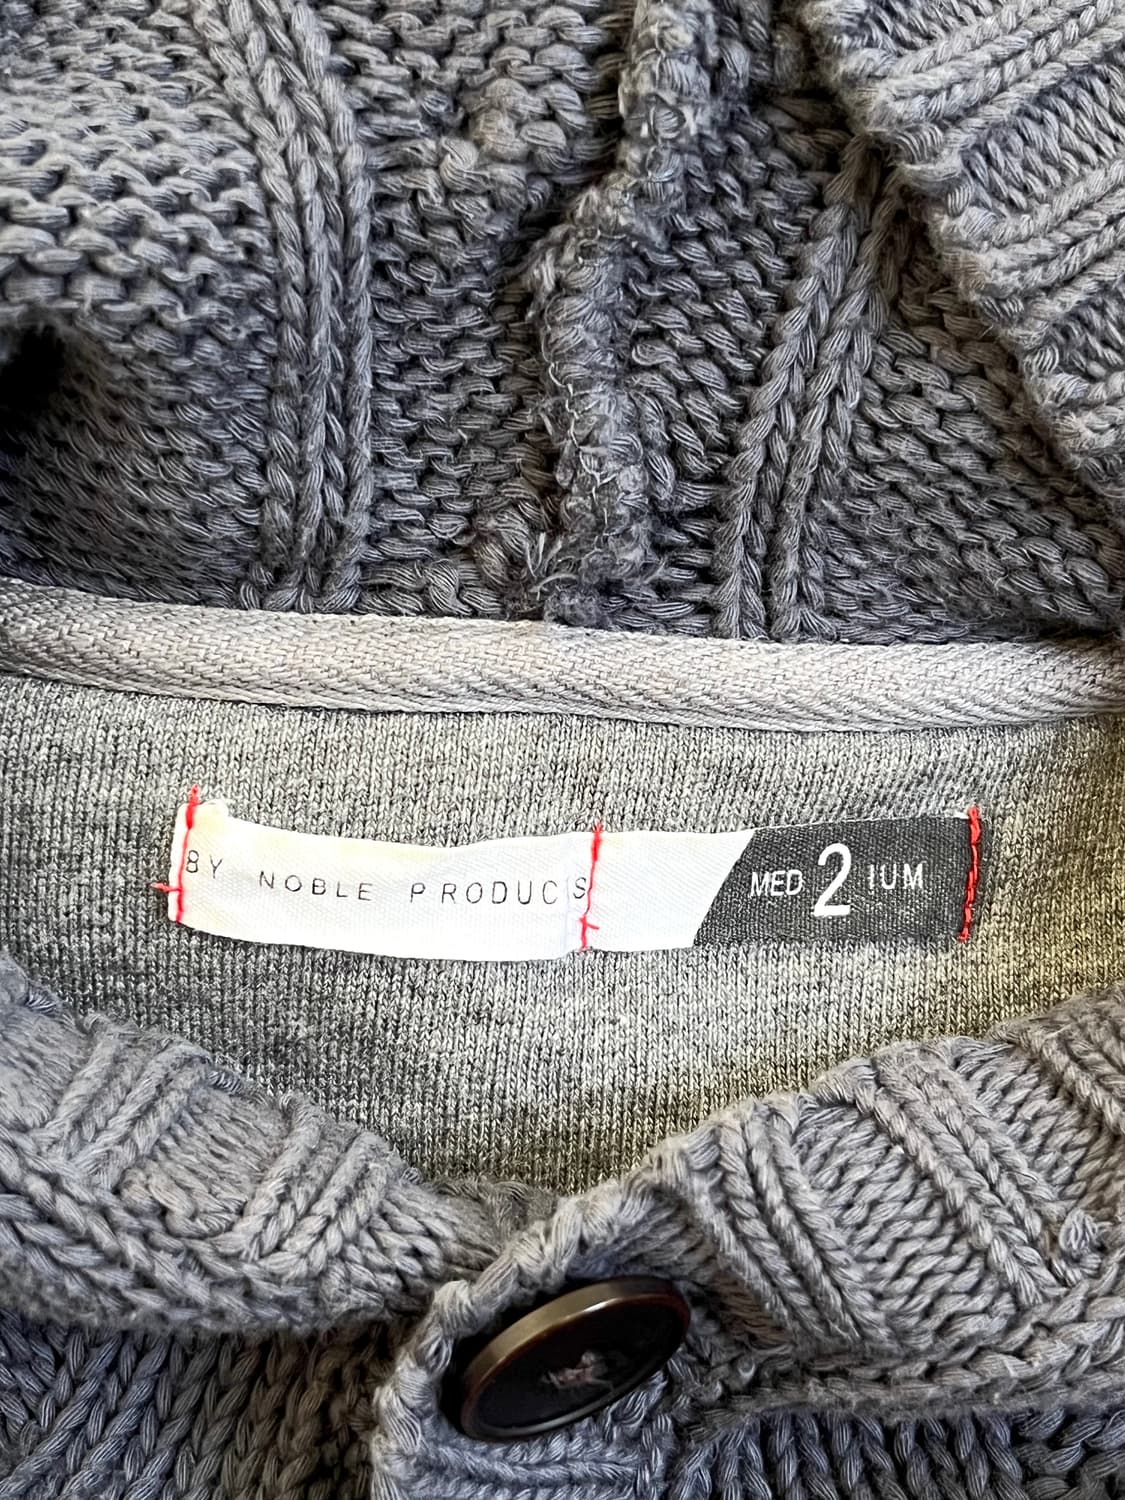 BY NOBLE PRODUCTS
MED 2 IUM